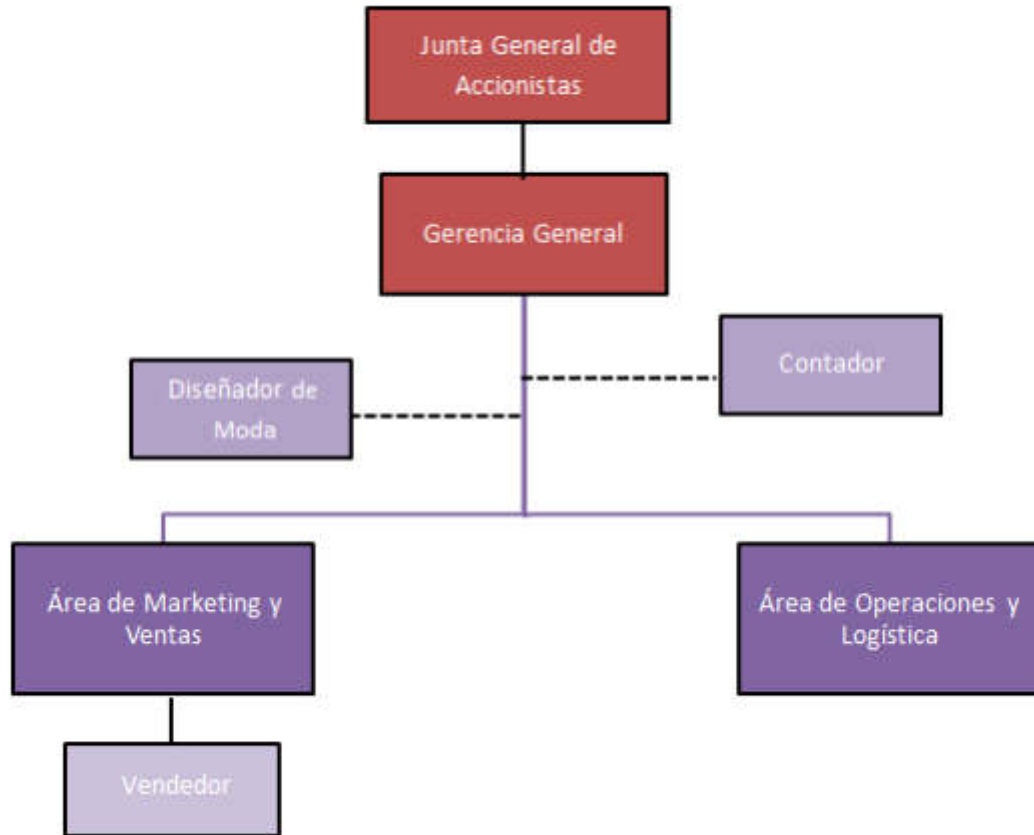 Junta General de
Accionistas
Gerencia General
Contador
Diseñador de
Moda
Área de Marketing y
Ventas
Área de Operaciones y
Logística
Vendedor